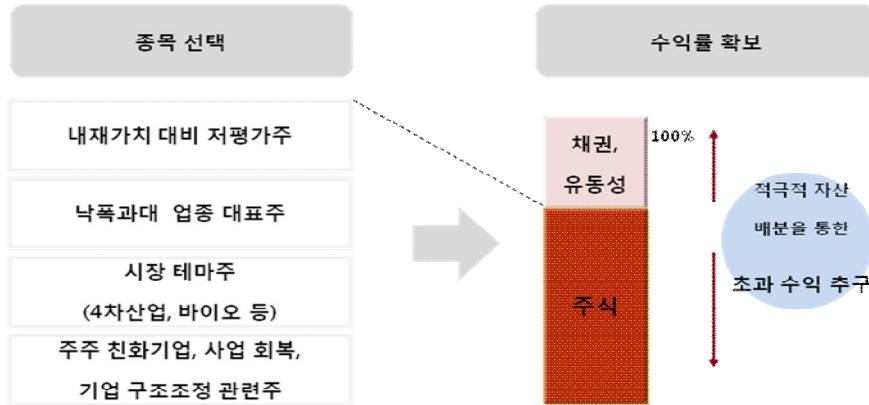 종목 선택
수익률 확보
내재가치 대비 저평가주
낙폭과대 업종 대표주
시장 테마주
(4차산업, 바이오 등)
주주 친화기업, 사업 회복,
기업 구조조정 관련주
채권,
유동성
100%
주식
적극적 자산
배분을 통한
초과 수익 추구